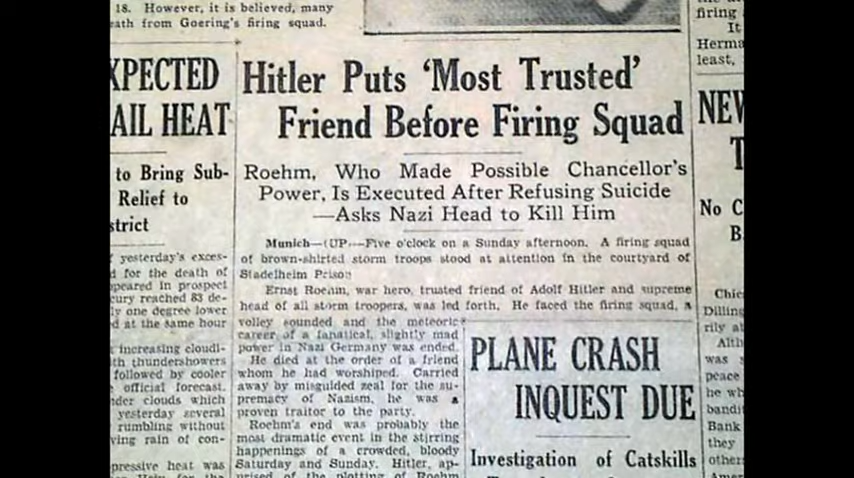 18. However, it is believed, many
ath from Goering's firing squad.
XPECTED
AIL HEAT
to Bring Sub-
Relief to
strict
yesterday's exces-
d for the death of
peared in prospect
cury reached 83 de-
ly one degree lower
d at the same hour
increasing cloudi-
th thundershowers
followed by cooler
official forecast.
nder clouds which
yesterday several
rumbling without
ving rain of con-
pressive heat was
Hitler Puts 'Most Trusted'
Friend Before Firing Squad
Roehm, Who Made Possible Chancellor's
Power, Is Executed After Refusing Suicide
—Asks Nazi Head to Kill Him
Munich—(UP—Five o'clock on a Sunday afternoon. A firing squad
of brown-shirted storm troops stood at attention in the courtyard of
Stadelheim Prison
Ernst Roehm, war hero, trusted friend of Adolf Hitler and supreme
head of all storm troopers, was led forth. He faced the firing squad, a
volley sounded and the meteoric
career of a fanatical, slightly mad
power in Nazi Germany was ended.
He died at the order of a friend
whom he had worshiped. Carried
away by misguided zeal for the su-
premacy of Nazism, he was a
proven traitor to the party.
Roehm's end was probably the
most dramatic event in the stirring
happenings of a crowded, bloody
Saturday and Sunday. Hitler, ap-
prised of the plotting of Roehm
PLANE CRASH
INQUEST DUE
Investigation of Catskills
firing
It
Herma
least,
NEW
T
No C
B
Chic
Dilling
rily a
Alth
was
peace
he wh
bandi
Bank
they
other